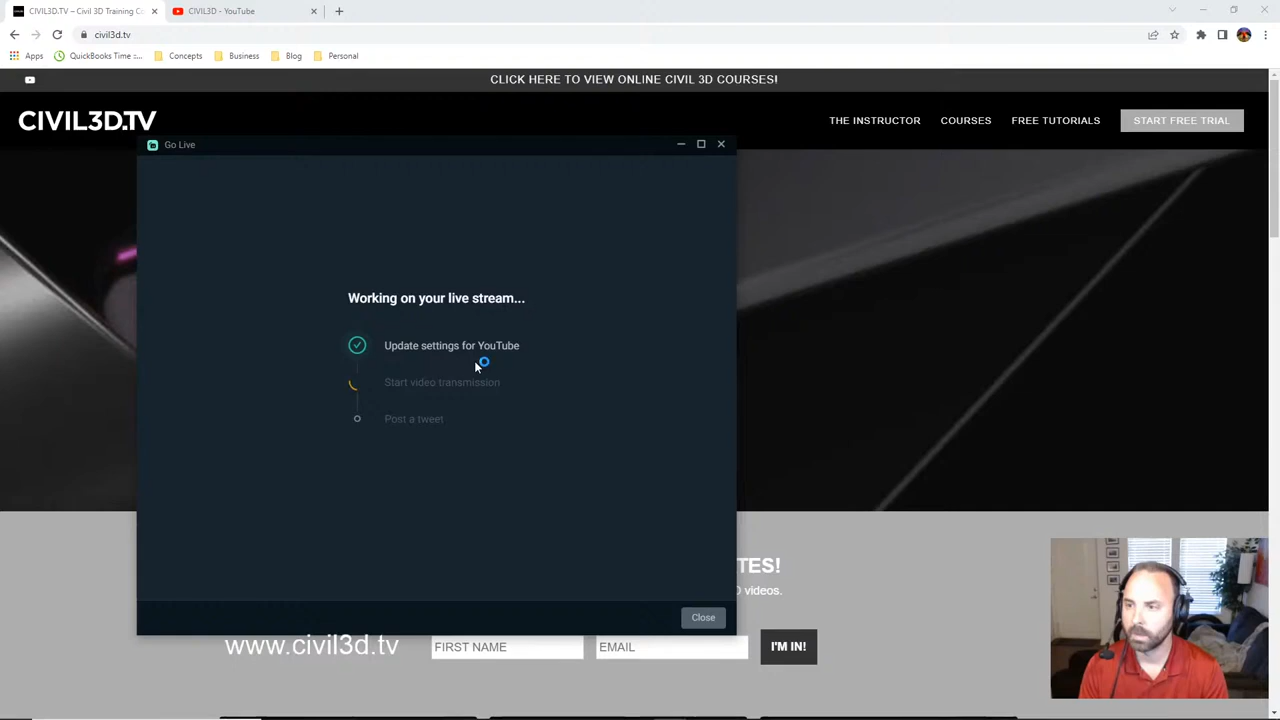 CIVIL3D.TV – Civil 3D Training Co
CIVIL3D - YouTube
civil3d.tv
Apps
QuickBooks Time ::...
Concepts
Business
Blog
Personal
CLICK HERE TO VIEW ONLINE CIVIL 3D COURSES!
CIVIL3D.TV
THE INSTRUCTOR
COURSES
FREE TUTORIALS
START FREE TRIAL
Go Live
Working on your live stream...
Update settings for YouTube
Start video transmission
Post a tweet
TES!
D videos.
Close
www.civil3d.tv
FIRST NAME
EMAIL
I'M IN!